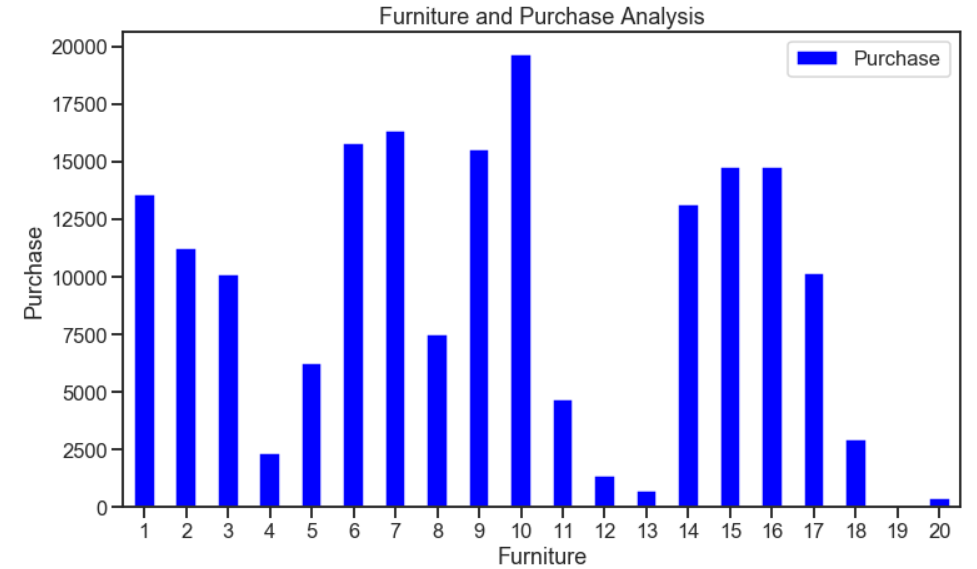 Furniture and Purchase Analysis
Purchase
20000
17500
15000
12500
10000
7500
5000
2500
0
Purchase
1 2 3 4 5 6 7 8 9 10 11 12 13 14 15 16 17 18 19 20
Furniture